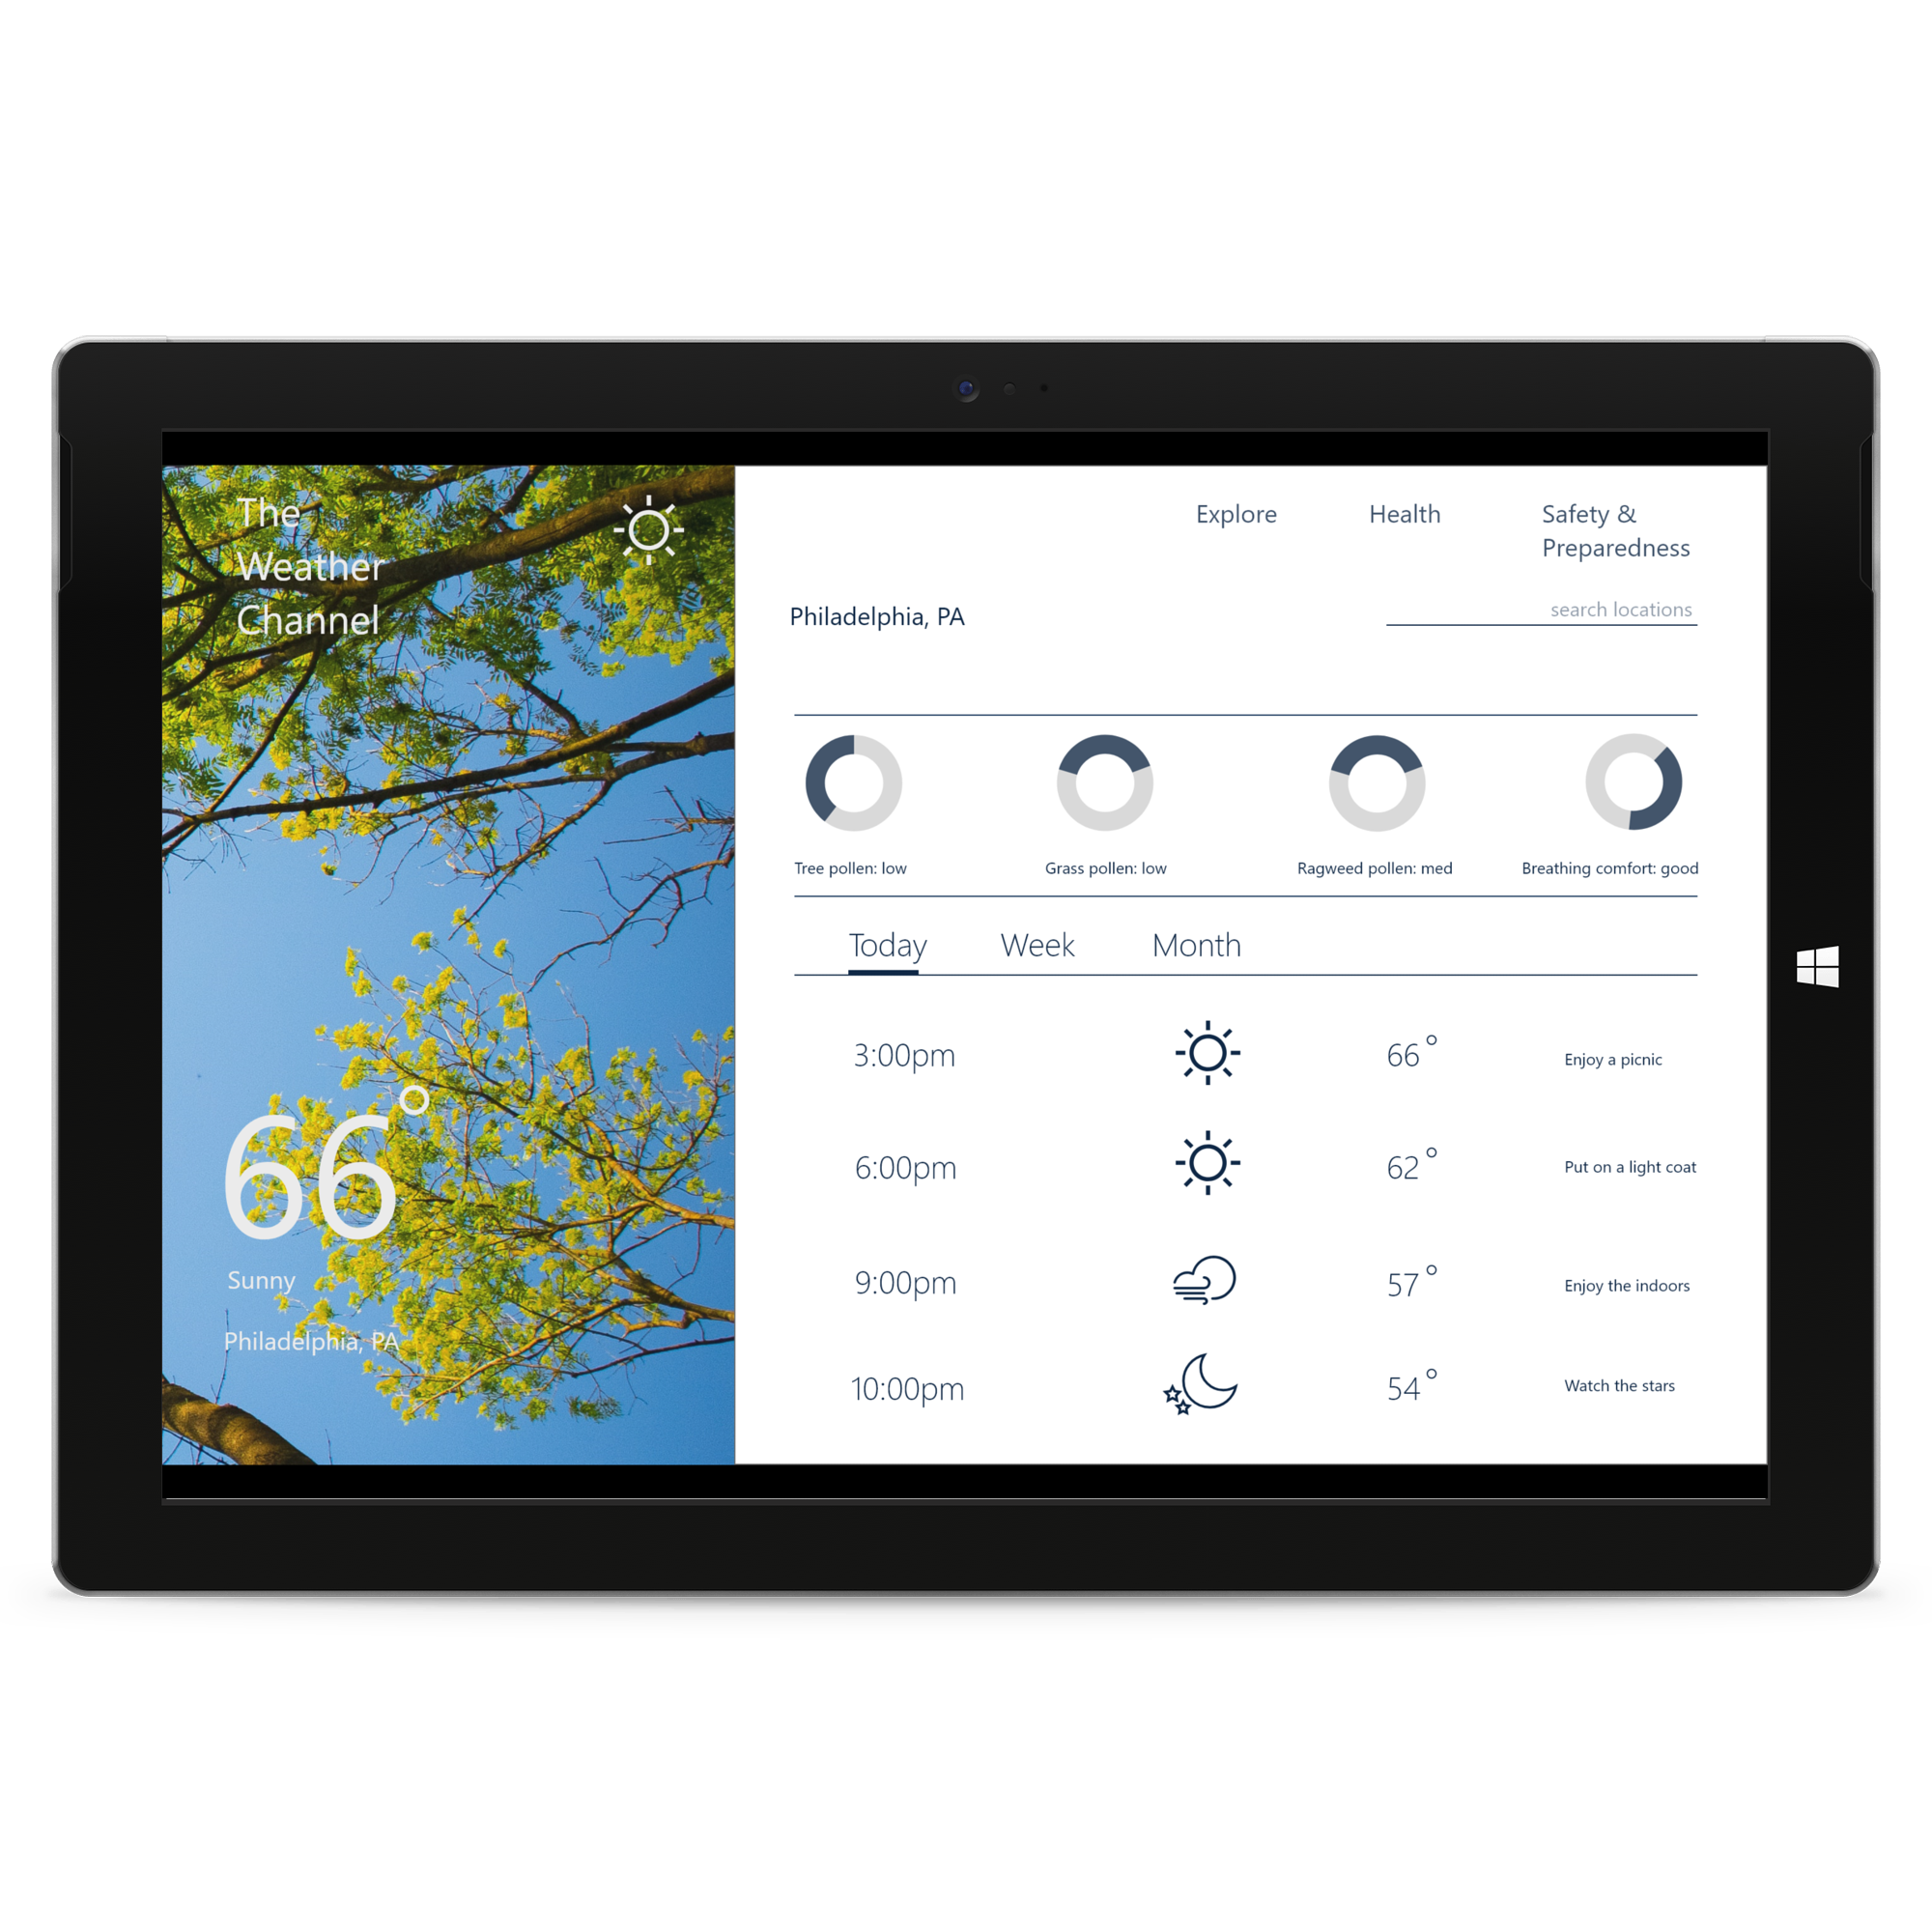 The
Weather
Channel
66°
Sunny
Philadelphia, PA
Explore
Health
Safety &
Preparedness
Philadelphia, PA
search locations
Tree pollen: low
Grass pollen: low
Ragweed pollen: med
Breathing comfort: good
Today Week Month
3:00pm 66° Enjoy a picnic
6:00pm 62° Put on a light coat
9:00pm 57° Enjoy the indoors
10:00pm 54° Watch the stars